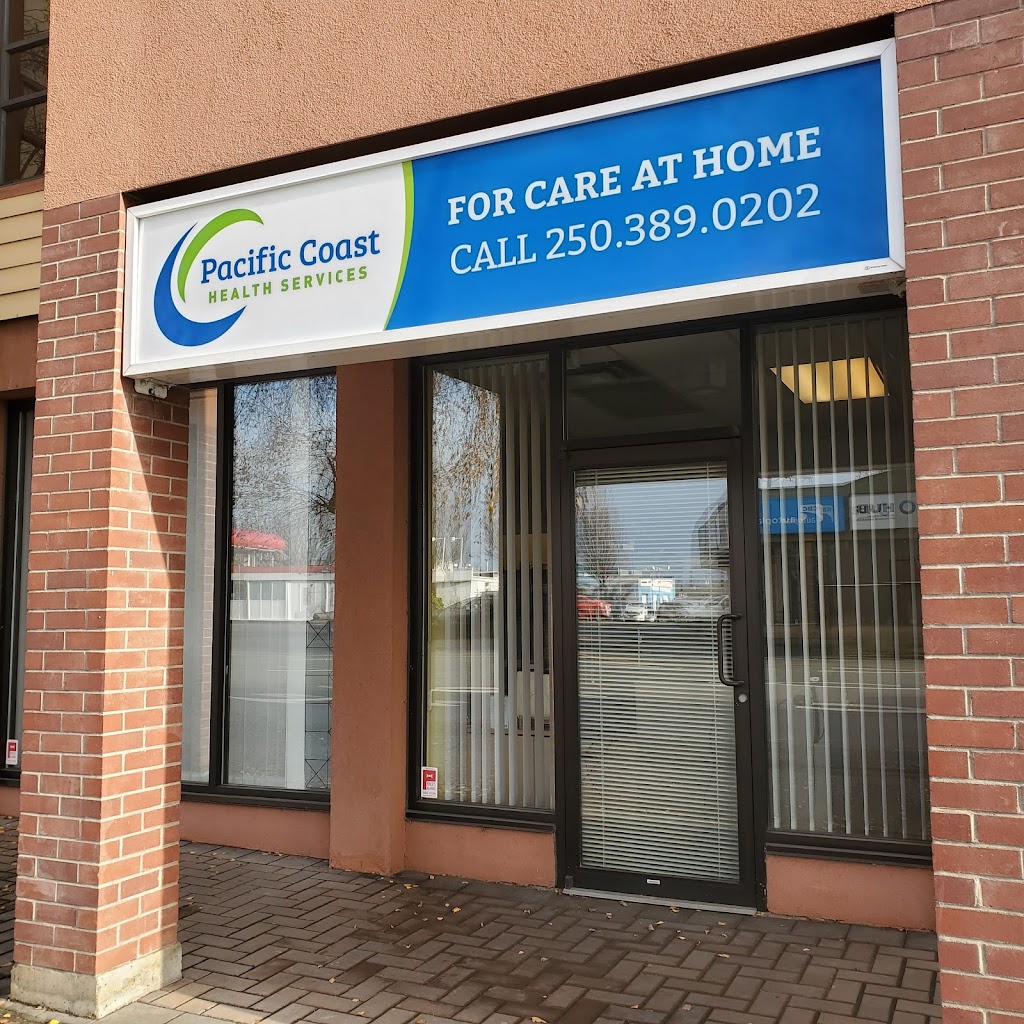 Pacific Coast
HEALTH SERVICES
FOR CARE AT HOME
CALL 250.389.0202